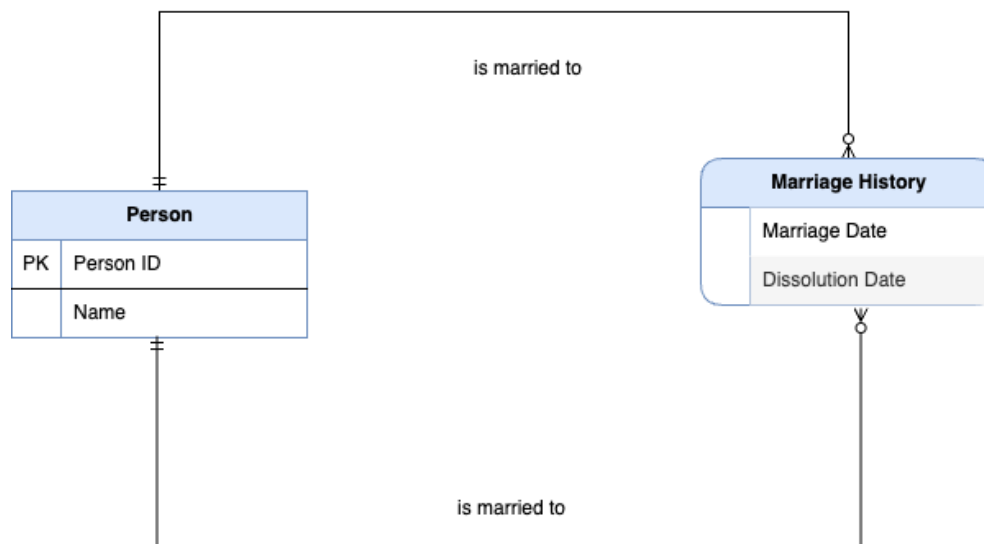 is married to
Person
PK Person ID
Name
Marriage History
Marriage Date
Dissolution Date
is married to